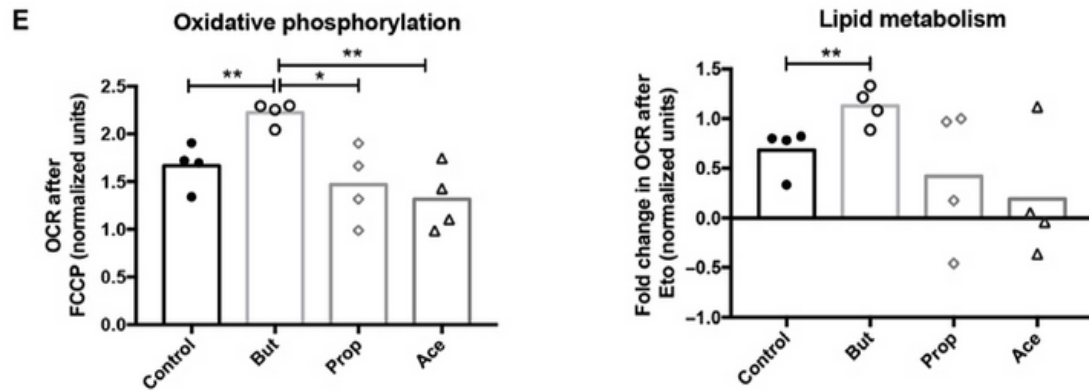 E
Oxidative phosphorylation
OCR after
FCCP (normalized units)
2.5
2.0
1.5
1.0
0.5
0.0
**
*
**
Control
But
Prop
Ace
Lipid metabolism
Fold change in OCR after
Eto (normalized units)
1.5
1.0
0.5
0.0
–0.5
–1.0
**
Control
But
Prop
Ace